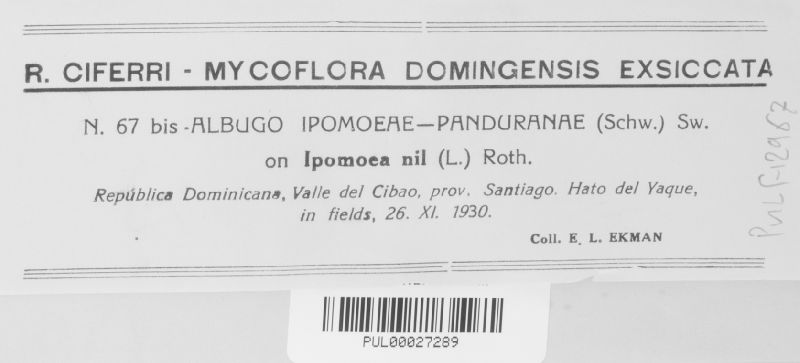 R. CIFERRI - MYCOFLORA DOMINGENSIS EXSICCATA
N. 67 bis - ALBUGO IPOMOEAE—PANDURANAE (Schw.) Sw.
on Ipomoea nil (L.) Roth.
República Dominicana, Valle del Cibao, prov. Santiago. Hato del Yaque,
in fields, 26. XI. 1930.
Coll. E. L. EKMAN
PUL F-12967
PUL00027289